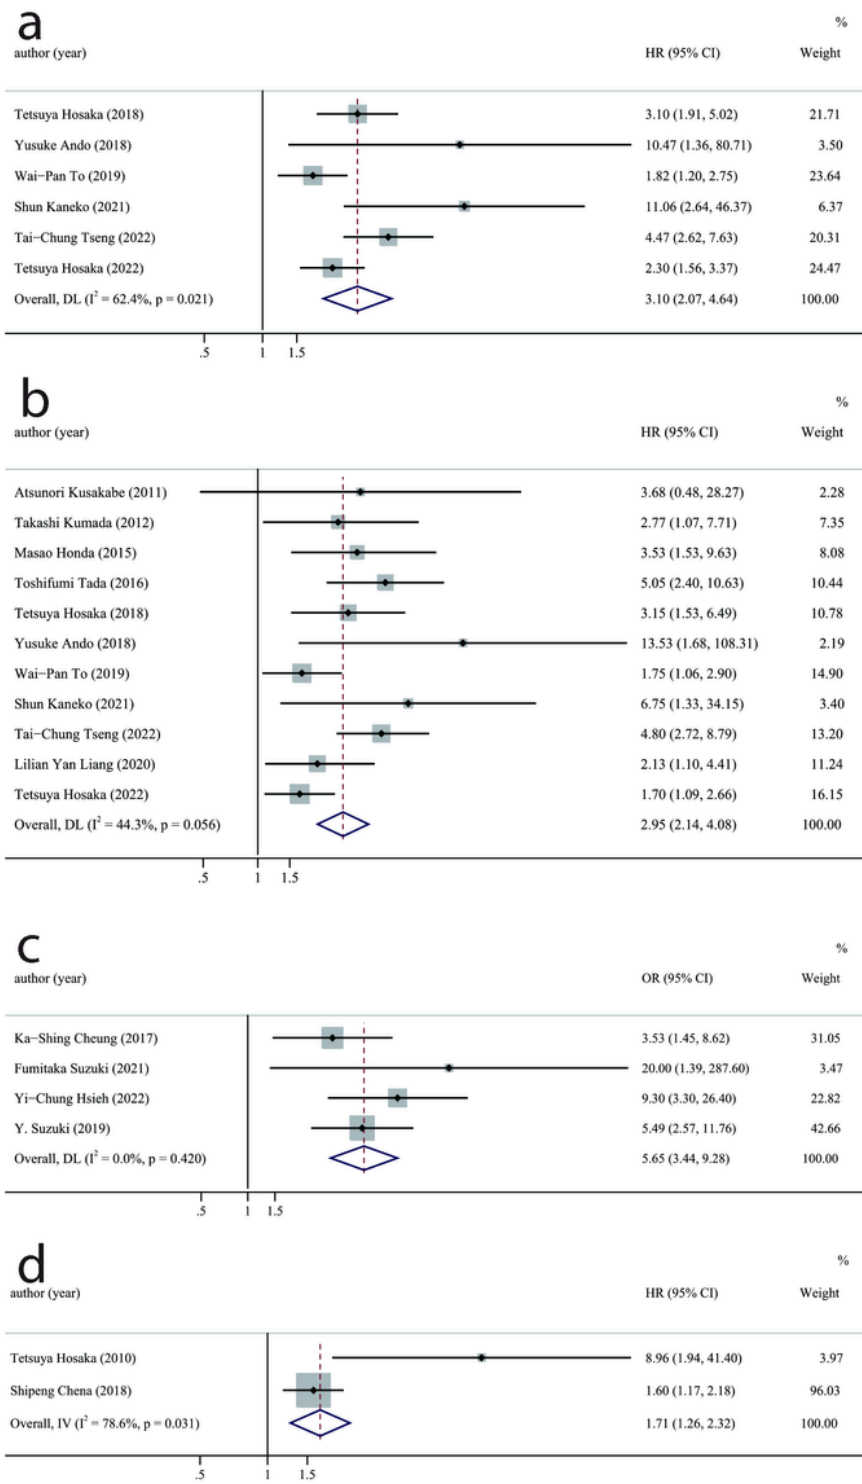 a
%
author (year) HR (95% CI) Weight
Tetsuya Hosaka (2018) 3.10 (1.91, 5.02) 21.71
Yusuke Ando (2018) 10.47 (1.36, 80.71) 3.50
Wai−Pan To (2019) 1.82 (1.20, 2.75) 23.64
Shun Kaneko (2021) 11.06 (2.64, 46.37) 6.37
Tai−Chung Tseng (2022) 4.47 (2.62, 7.63) 20.31
Tetsuya Hosaka (2022) 2.30 (1.56, 3.37) 24.47
Overall, DL (I² = 62.4%, p = 0.021) 3.10 (2.07, 4.64) 100.00
.5 1 1.5
b
%
author (year) HR (95% CI) Weight
Atsunori Kusakabe (2011) 3.68 (0.48, 28.27) 2.28
Takashi Kumada (2012) 2.77 (1.07, 7.71) 7.35
Masao Honda (2015) 3.53 (1.53, 9.63) 8.08
Toshifumi Tada (2016) 5.05 (2.40, 10.63) 10.44
Tetsuya Hosaka (2018) 3.15 (1.53, 6.49) 10.78
Yusuke Ando (2018) 13.53 (1.68, 108.31) 2.19
Wai−Pan To (2019) 1.75 (1.06, 2.90) 14.90
Shun Kaneko (2021) 6.75 (1.33, 34.15) 3.40
Tai−Chung Tseng (2022) 4.80 (2.72, 8.79) 13.20
Lilian Yan Liang (2020) 2.13 (1.10, 4.41) 11.24
Tetsuya Hosaka (2022) 1.70 (1.09, 2.66) 16.15
Overall, DL (I² = 44.3%, p = 0.056) 2.95 (2.14, 4.08) 100.00
.5 1 1.5
c
%
author (year) OR (95% CI) Weight
Ka−Shing Cheung (2017) 3.53 (1.45, 8.62) 31.05
Fumitaka Suzuki (2021) 20.00 (1.39, 287.60) 3.47
Yi−Chung Hsieh (2022) 9.30 (3.30, 26.40) 22.82
Y. Suzuki (2019) 5.49 (2.57, 11.76) 42.66
Overall, DL (I² = 0.0%, p = 0.420) 5.65 (3.44, 9.28) 100.00
.5 1 1.5
d
%
author (year) HR (95% CI) Weight
Tetsuya Hosaka (2010) 8.96 (1.94, 41.40) 3.97
Shipeng Chena (2018) 1.60 (1.17, 2.18) 96.03
Overall, IV (I² = 78.6%, p = 0.031) 1.71 (1.26, 2.32) 100.00
.5 1 1.5